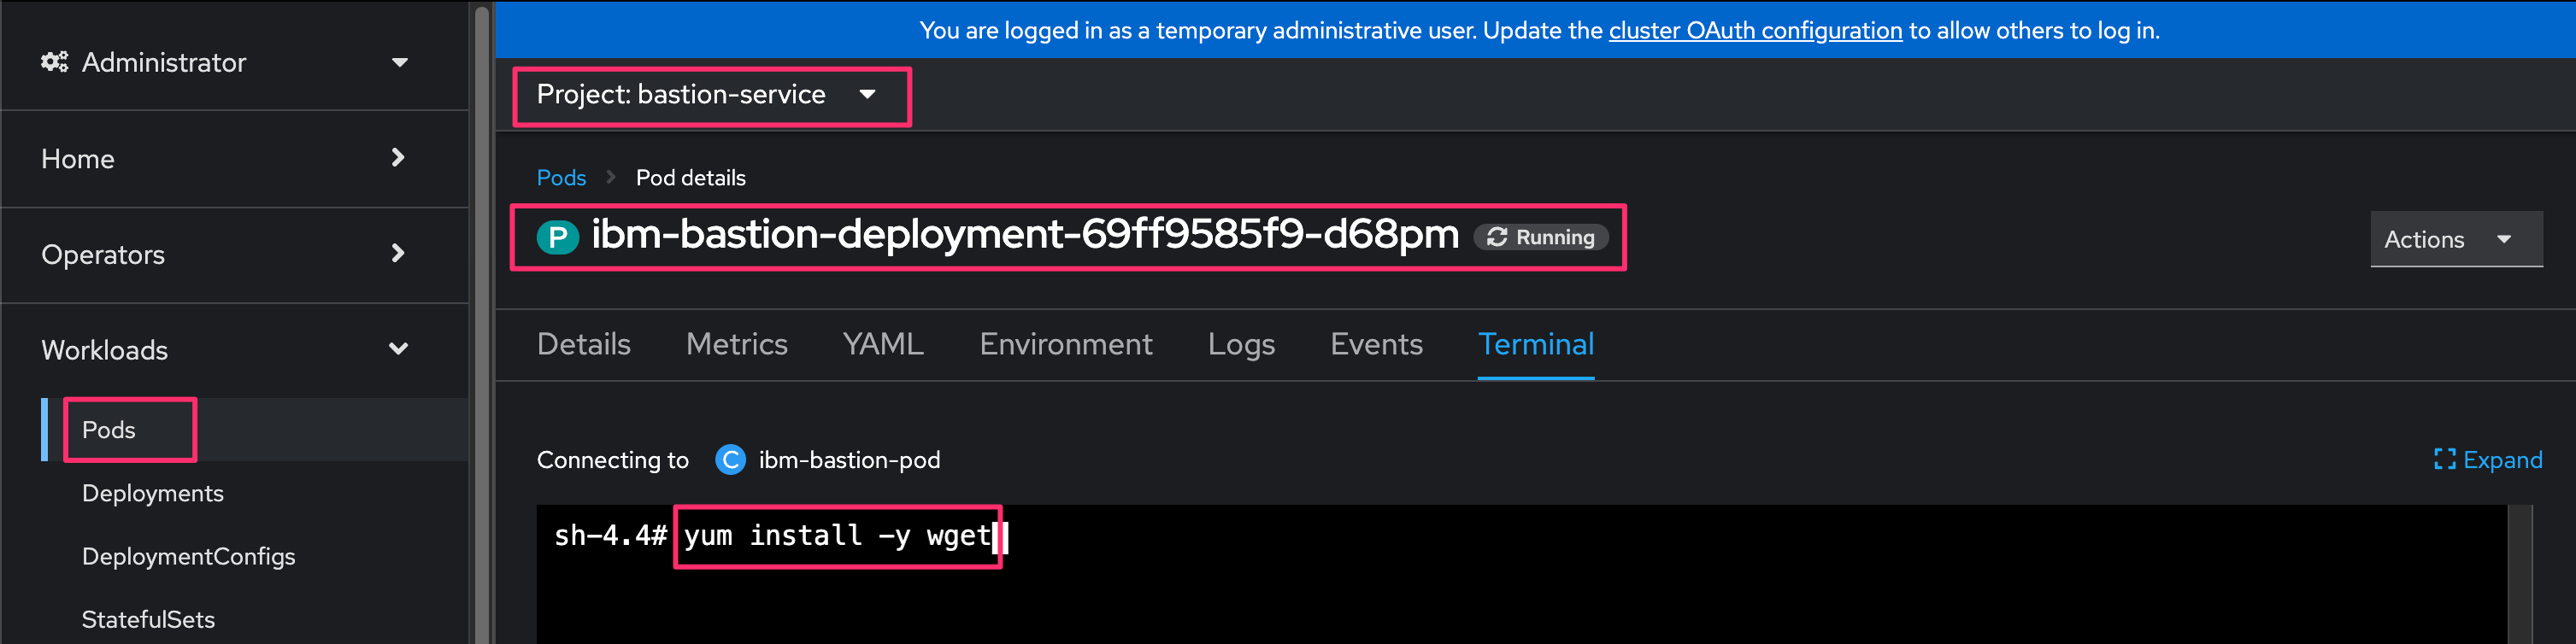 You are logged in as a temporary administrative user. Update the cluster OAuth configuration to allow others to log in.
Administrator
Home
Operators
Workloads
Pods
Deployments
DeploymentConfigs
StatefulSets
Project: bastion-service
Pods
Pod details
P ibm-bastion-deployment-69ff9585f9-d68pm Running
Actions
Details Metrics YAML Environment Logs Events Terminal
Connecting to C ibm-bastion-pod
Expand
sh-4.4# yum install -y wget